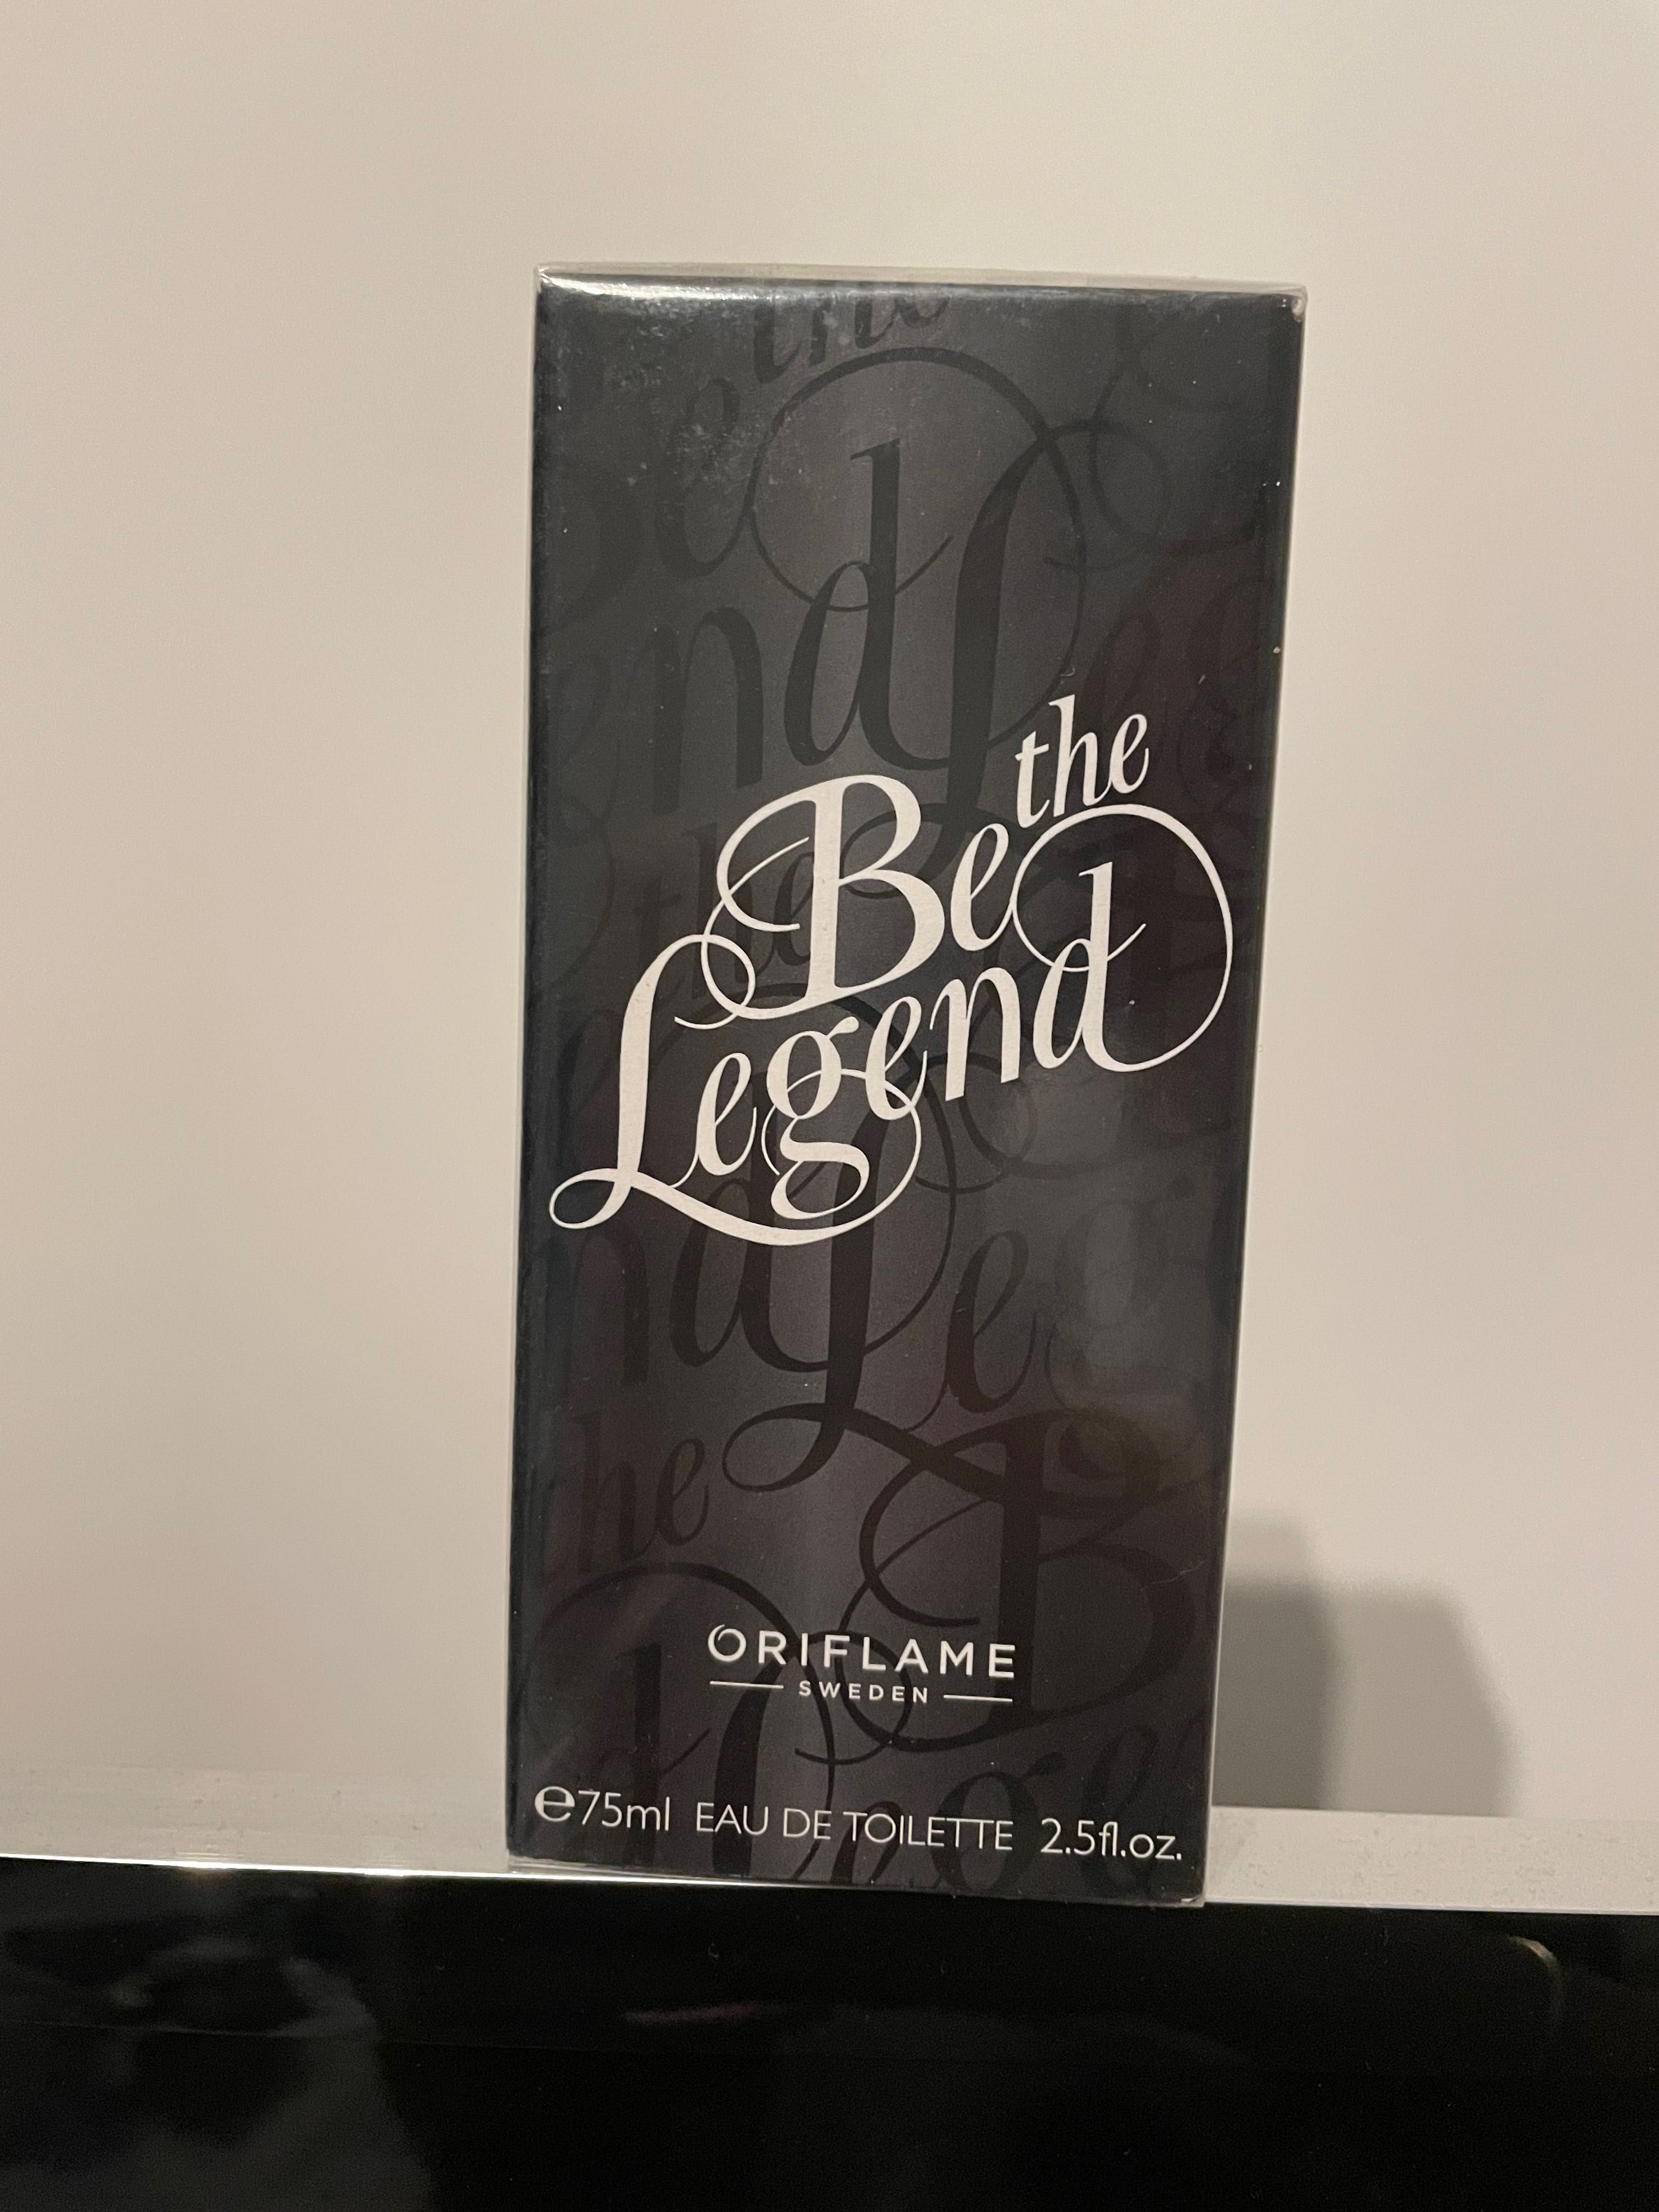 Be the
Legend
ORIFLAME
SWEDEN
℮75ml EAU DE TOILETTE 2.5fl.oz.